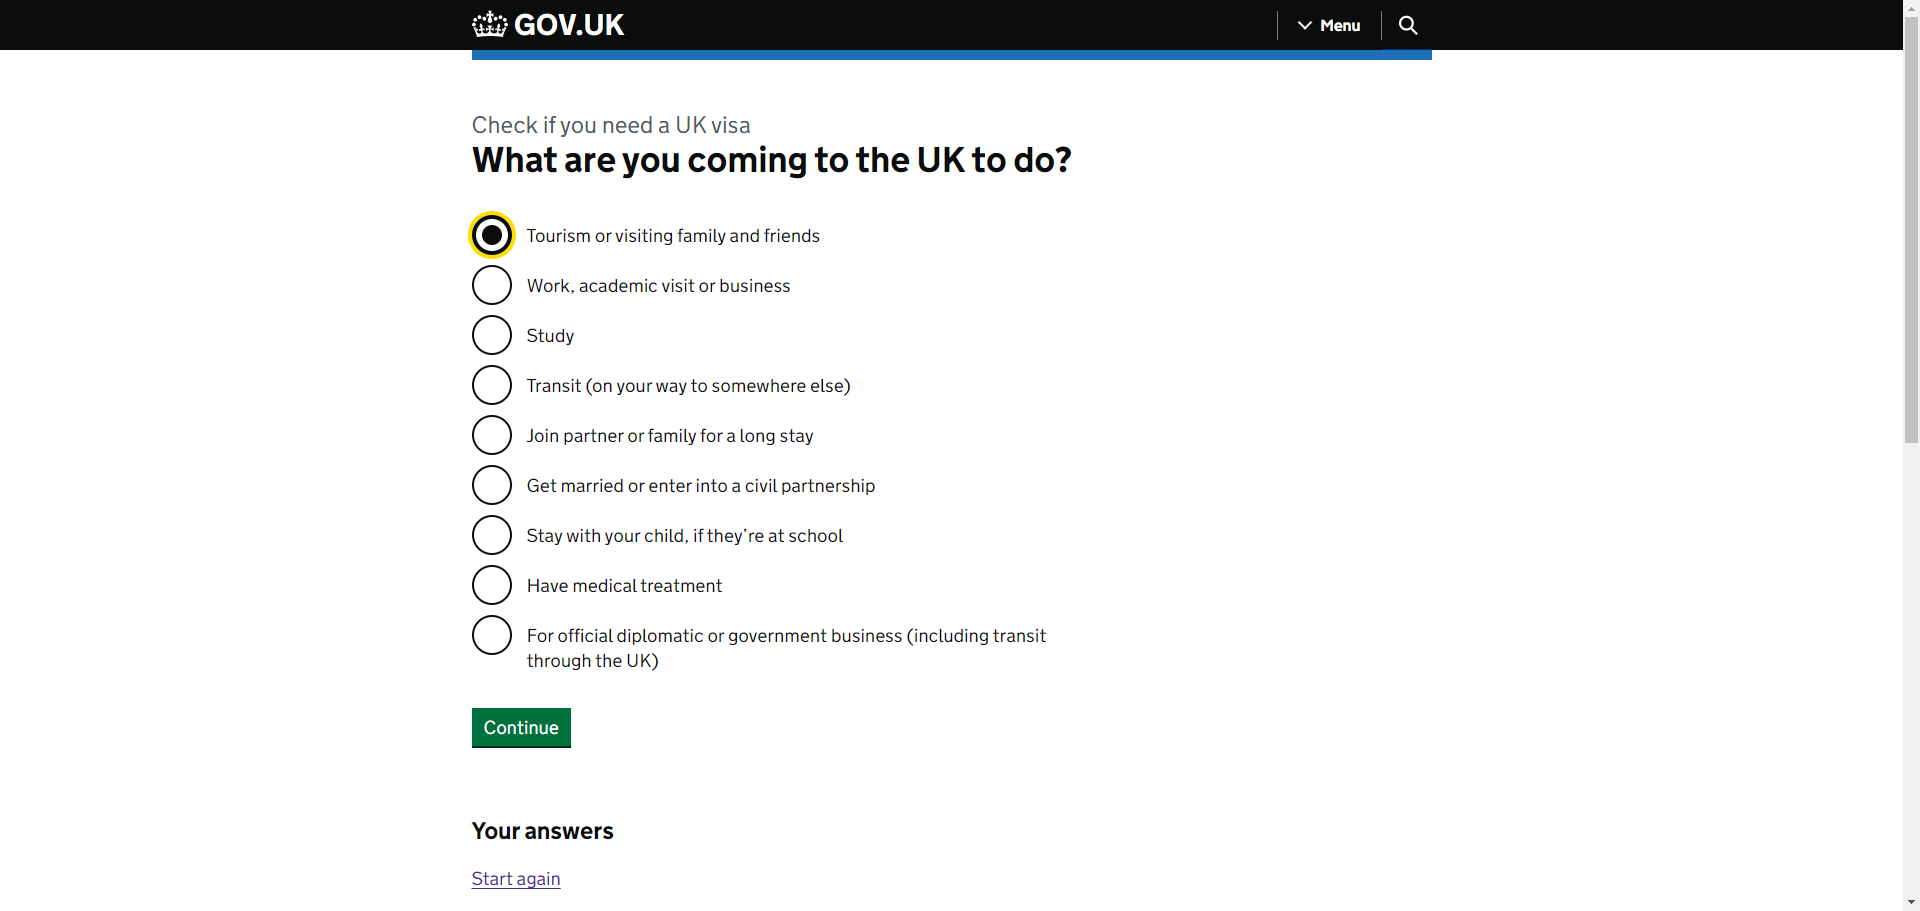 GOV.UK
Menu
Check if you need a UK visa
What are you coming to the UK to do?
Tourism or visiting family and friends
Work, academic visit or business
Study
Transit (on your way to somewhere else)
Join partner or family for a long stay
Get married or enter into a civil partnership
Stay with your child, if they’re at school
Have medical treatment
For official diplomatic or government business (including transit
through the UK)
Continue
Your answers
Start again